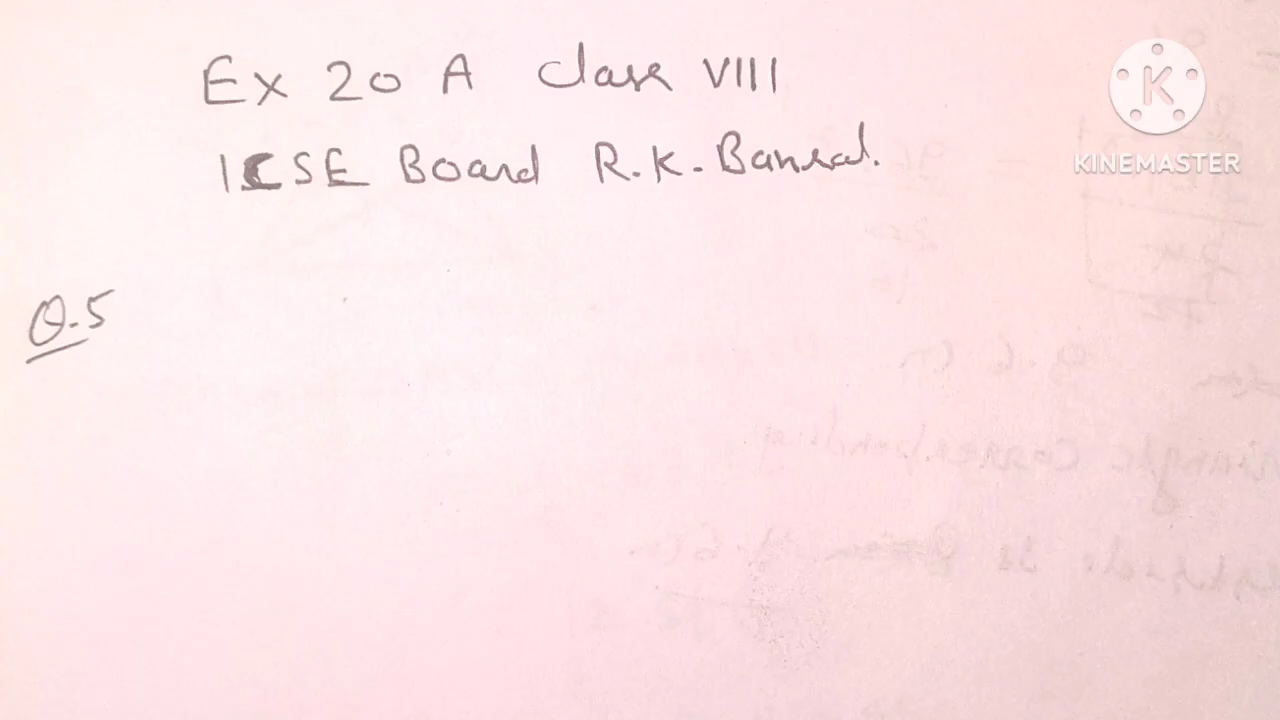 Ex 20 A Class VIII
ICSE Board R.K. Bansal.
Q.5
K
KINEMASTER